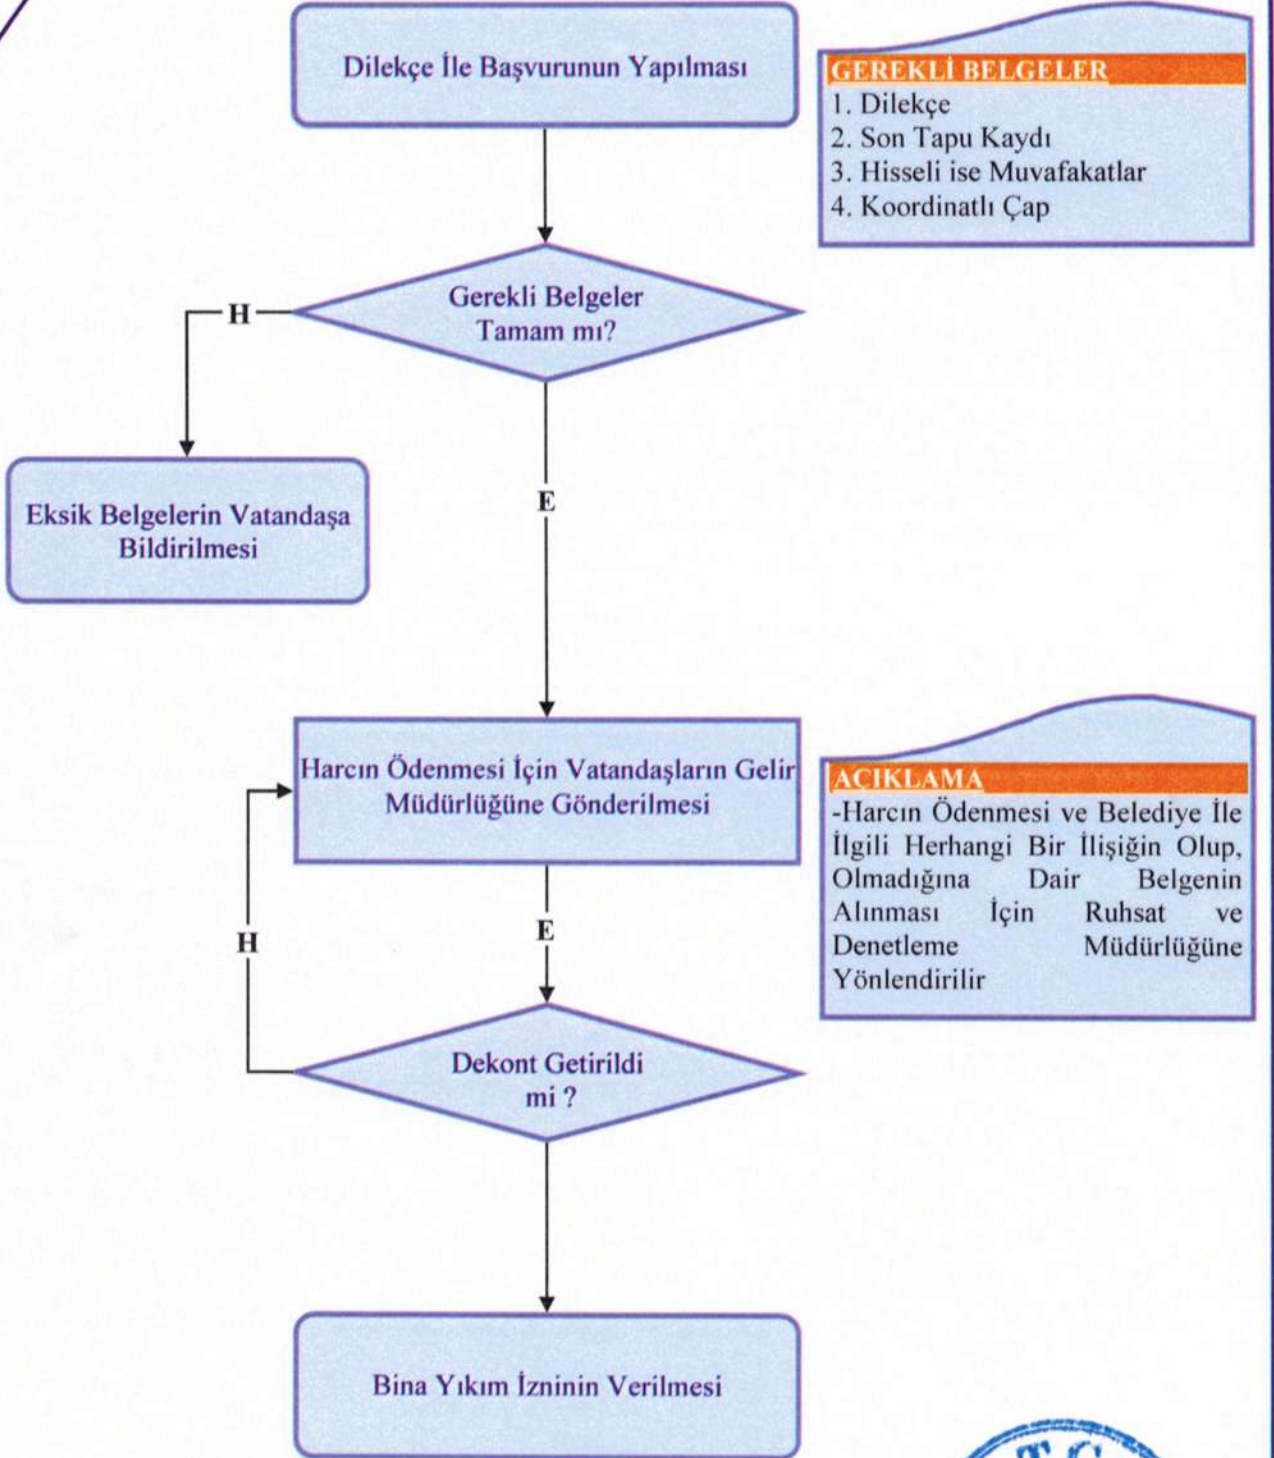 Dilekçe İle Başvurunun Yapılması
GEREKLİ BELGELER
1. Dilekçe
2. Son Tapu Kaydı
3. Hisseli ise Muvafakatlar
4. Koordinatlı Çap
Gerekli Belgeler
Tamam mı?
H
Eksik Belgelerin Vatandaşa
Bildirilmesi
E
Harcın Ödenmesi İçin Vatandaşların Gelir
Müdürlüğüne Gönderilmesi
AÇIKLAMA
-Harcın Ödenmesi ve Belediye İle
İlgili Herhangi Bir İlişiğin Olup,
Olmadığına Dair Belgenin
Alınması İçin Ruhsat ve
Denetleme Müdürlüğüne
Yönlendirilir
E
H
Dekont Getirildi
mi ?
Bina Yıkım İzninin Verilmesi
T.C.